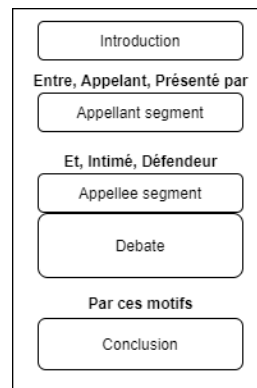 Introduction
Entre, Appelant, Présenté par
Appellant segment
Et, Intimé, Défendeur
Appellee segment
Debate
Par ces motifs
Conclusion